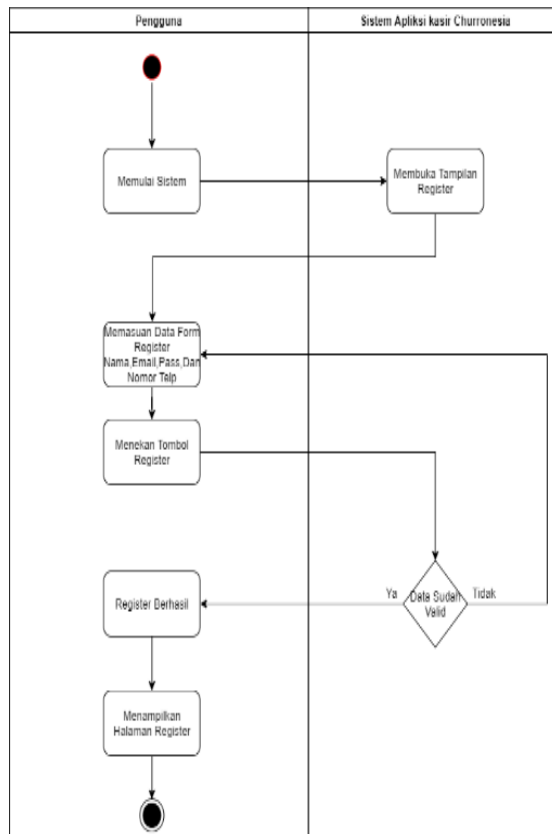 Pengguna
Sistem Apliksi kasir Churronesia
Memulai Sistem
Membuka Tampilan
Register
Memasuan Data Form
Register
Nama,Email,Pass,Dan
Nomor Telp
Menekan Tombol
Register
Register Berhasil
Ya
Data Sudah
Valid
Tidak
Menampilkan
Halaman Register